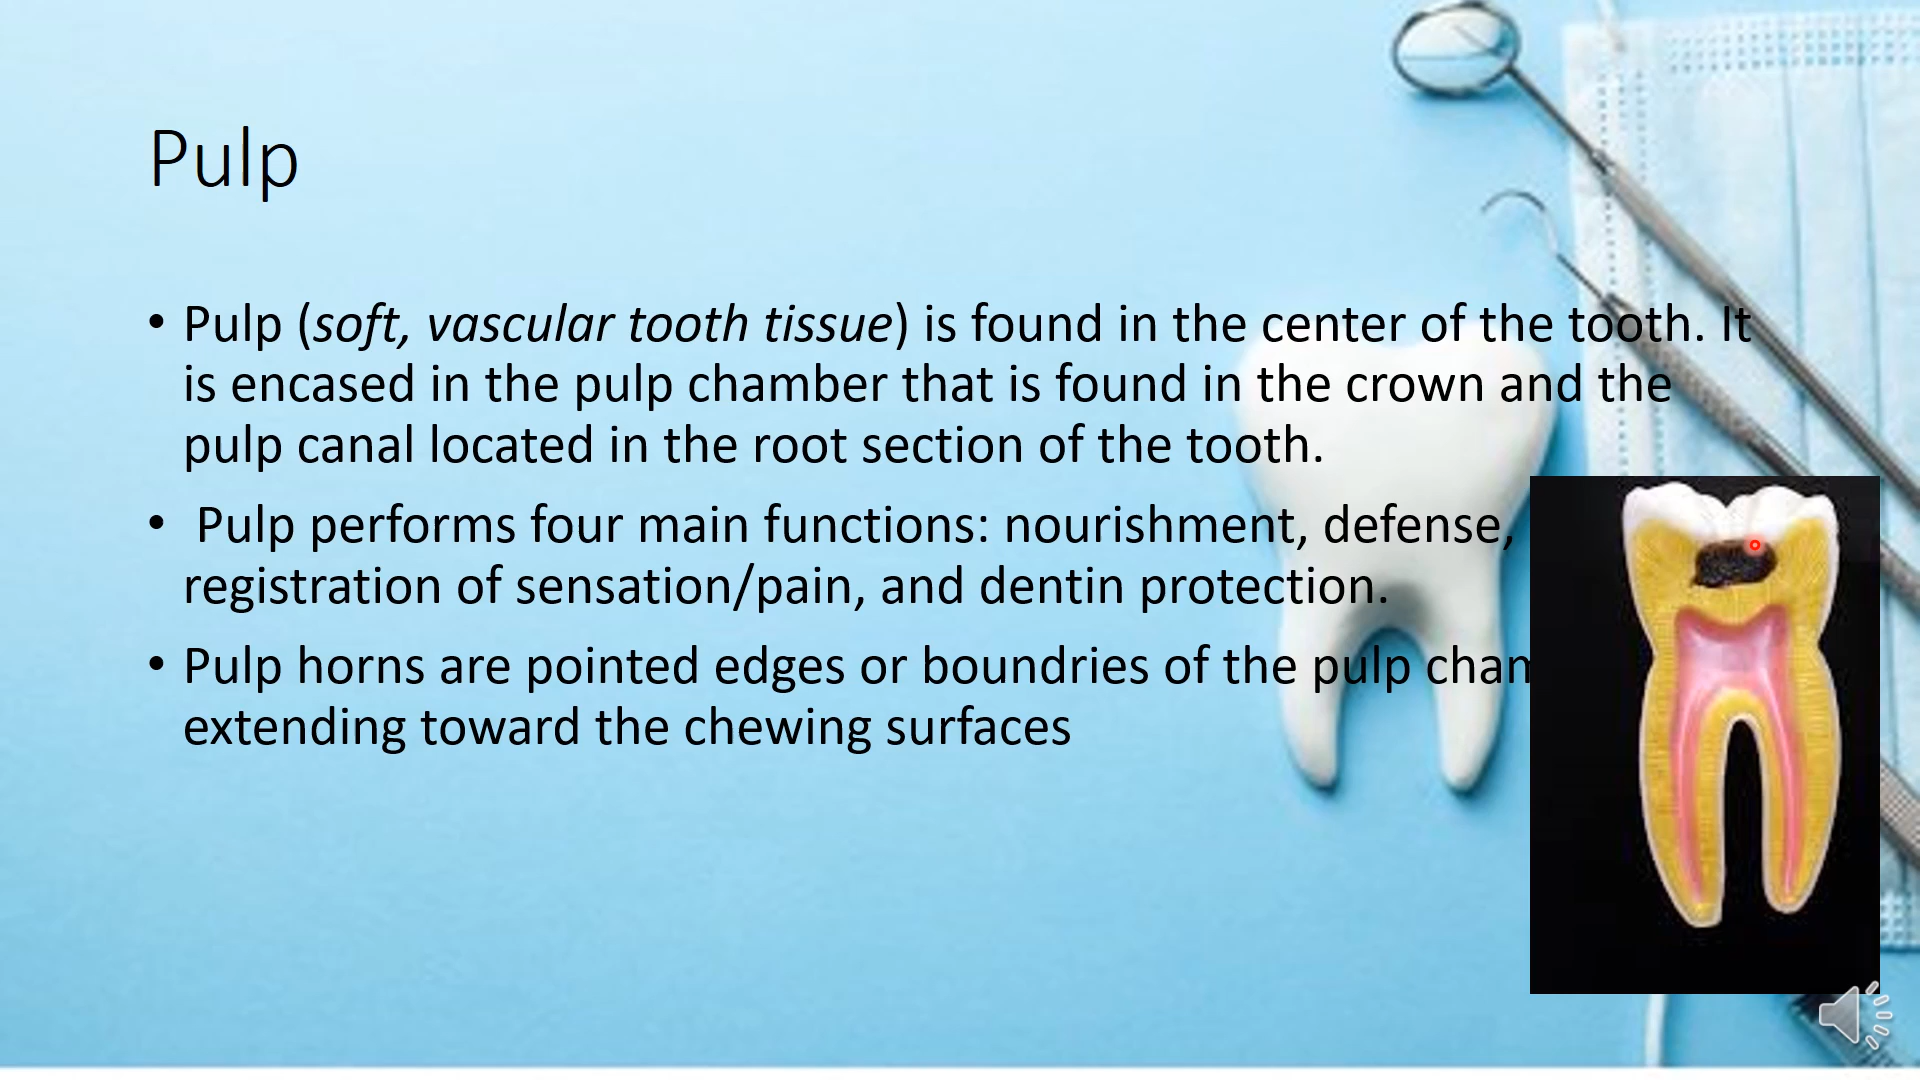 Pulp
• Pulp (soft, vascular tooth tissue) is found in the center of the tooth. It
is encased in the pulp chamber that is found in the crown and the
pulp canal located in the root section of the tooth.
• Pulp performs four main functions: nourishment, defense,
registration of sensation/pain, and dentin protection.
• Pulp horns are pointed edges or boundries of the pulp
extending toward the chewing surfaces